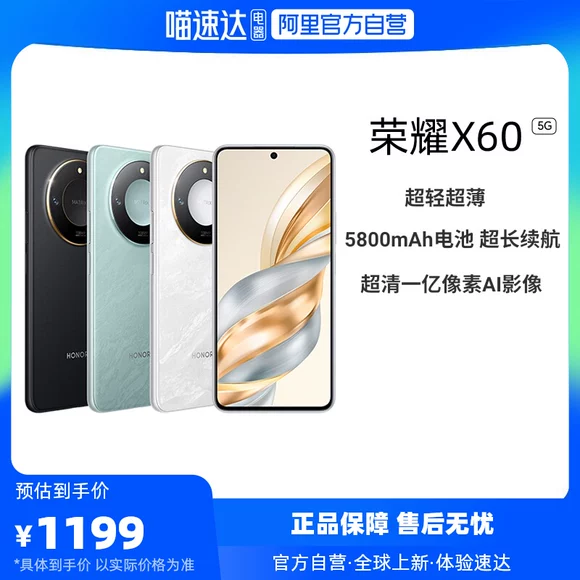 喵速达电器 阿里官方自营
荣耀X60 5G
超轻超薄
5800mAh电池 超长续航
超清一亿像素AI影像
HONOR
HONOR
HONOR
预估到手价
¥1199
*具体到手价 以实际价格为准
正品保障 售后无忧
官方自营·全球上新·体验速达